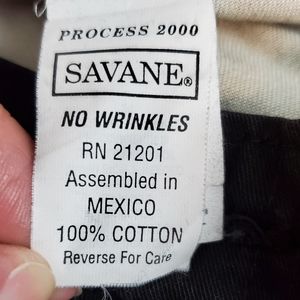 PROCESS 2000
SAVANE®
NO WRINKLES
RN 21201
Assembled in
MEXICO
100% COTTON
Reverse For Care